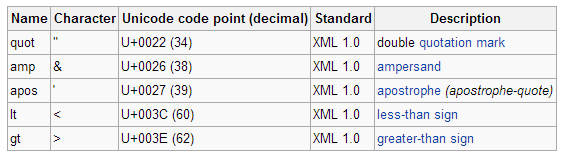 Name Character Unicode code point (decimal) Standard Description
quot " U+0022 (34) XML 1.0 double quotation mark
amp & U+0026 (38) XML 1.0 ampersand
apos ' U+0027 (39) XML 1.0 apostrophe (apostrophe-quote)
lt < U+003C (60) XML 1.0 less-than sign
gt > U+003E (62) XML 1.0 greater-than sign